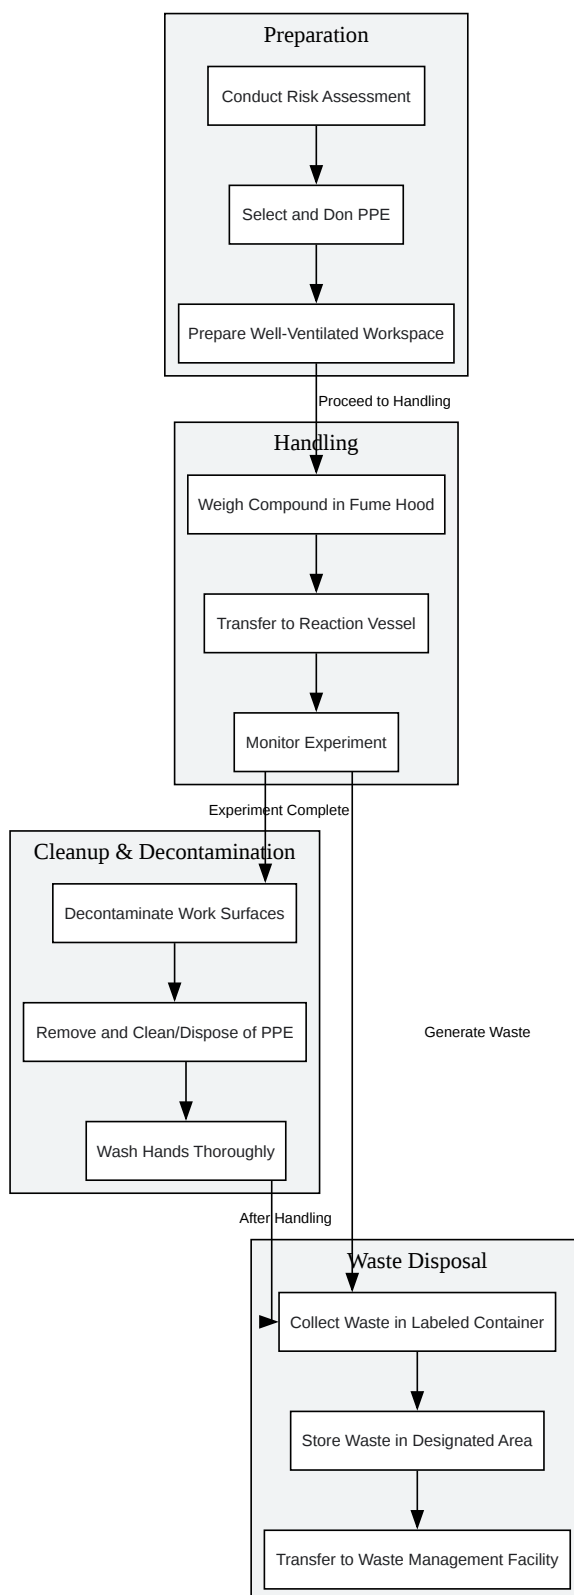 Preparation
Conduct Risk Assessment
Select and Don PPE
Prepare Well-Ventilated Workspace
Proceed to Handling
Handling
Weigh Compound in Fume Hood
Transfer to Reaction Vessel
Monitor Experiment
Experiment Complete
Cleanup & Decontamination
Decontaminate Work Surfaces
Remove and Clean/Dispose of PPE
Generate Waste
Wash Hands Thoroughly
After Handling
Waste Disposal
Collect Waste in Labeled Container
Store Waste in Designated Area
Transfer to Waste Management Facility